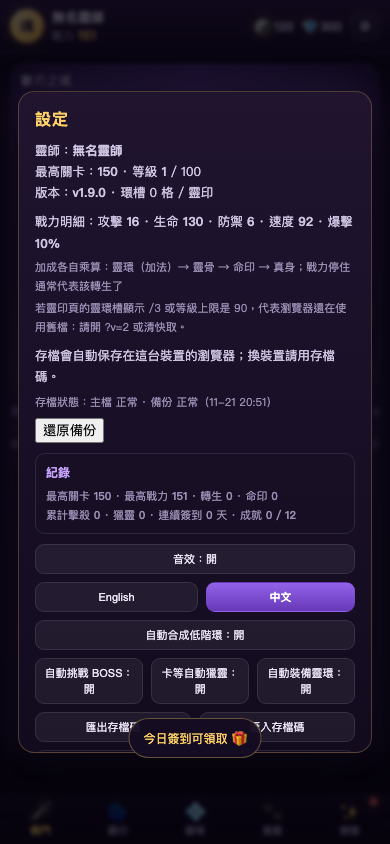 設定
靈師：無名靈師
最高關卡：150 · 等級 1 / 100
版本：v1.9.0 · 環槽 0 格 / 靈印
戰力明細：攻擊 16 · 生命 130 · 防禦 6 · 速度 92 · 爆擊
10%
加成各自乘算：靈環（加法）→ 靈骨 → 命印 → 真身；戰力停住
通常代表該轉生了
若靈印頁的靈環槽顯示 /3 或等級上限是 90，代表瀏覽器還在使
用舊檔：請開 ?v=2 或清快取。
存檔會自動保存在這台裝置的瀏覽器；換裝置請用存檔
碼。
存檔狀態：主檔 正常 · 備份 正常（11–21 20:51）
還原備份
紀錄
最高關卡 150 · 最高戰力 151 · 轉生 0 · 命印 0
累計擊殺 0 · 獵靈 0 · 連續簽到 0 天 · 成就 0 / 12
音效：開
English 中文
自動合成低階環：開
自動挑戰 BOSS：
開
卡等自動獵靈：
開
自動裝備靈環：
開
匯出存檔 入存檔碼
今日簽到可領取 🎁